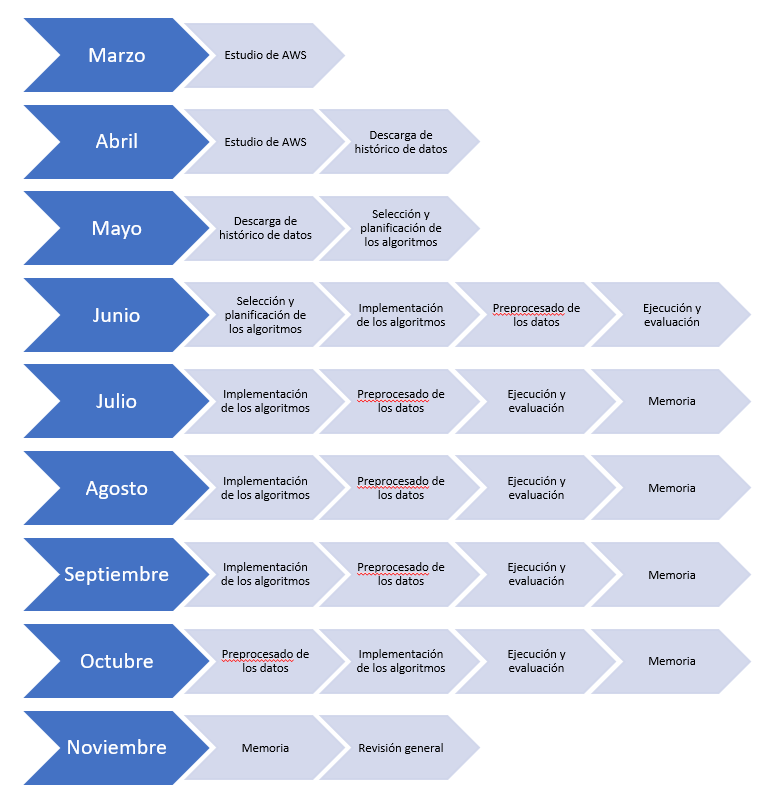 Marzo
Estudio de AWS
Abril
Estudio de AWS
Descarga de
histórico de datos
Mayo
Descarga de
histórico de datos
Selección y
planificación de
los algoritmos
Junio
Selección y
planificación de
los algoritmos
Implementación
de los algoritmos
Preprocesado de
los datos
Ejecución y
evaluación
Julio
Implementación
de los algoritmos
Preprocesado de
los datos
Ejecución y
evaluación
Memoria
Agosto
Implementación
de los algoritmos
Preprocesado de
los datos
Ejecución y
evaluación
Memoria
Septiembre
Implementación
de los algoritmos
Preprocesado de
los datos
Ejecución y
evaluación
Memoria
Octubre
Preprocesado de
los datos
Implementación
de los algoritmos
Ejecución y
evaluación
Memoria
Noviembre
Memoria
Revisión general